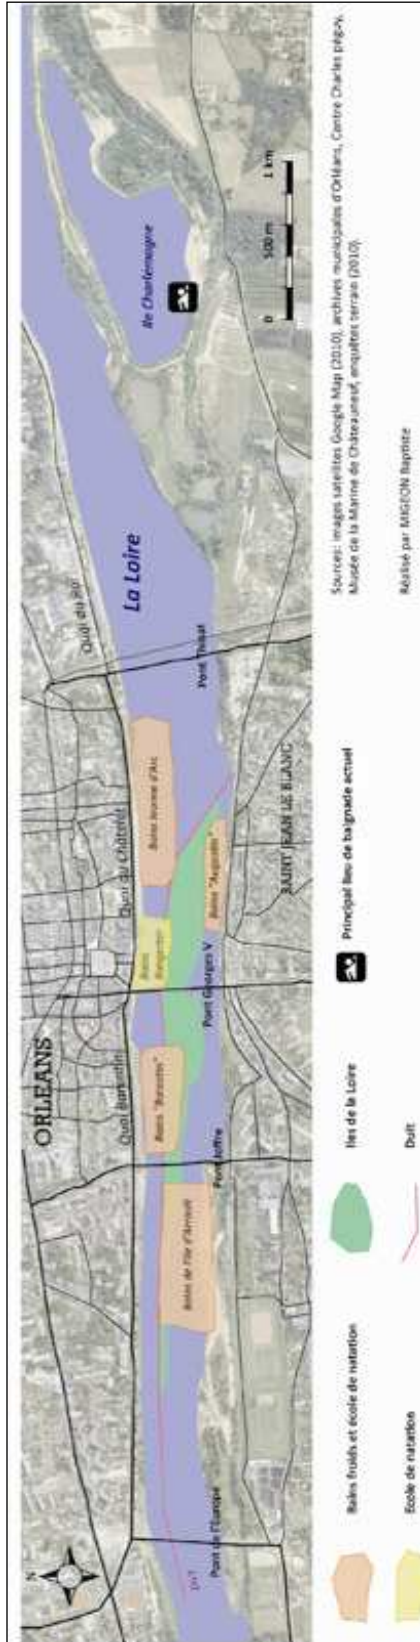 N
ORLEANS
Quai Barentin
Quai du Châtelet
Quai du Roi
La Loire
Ile Charlemagne
Duit
Bains de l'Ile d'Arrault
Bains "Barentin"
Bains
Bains Jeanne d'Arc
Bains "Augustin"
Pont de l'Europe
Pont Joffre
Pont Georges V
Pont Thinat
SAINT JEAN LE BLANC
0 500 m 1 km
Bains froids et école de natation
Iles de la Loire
Principal lieu de baignade actuel
Ecole de natation
Duit
Sources: images satellites Google Map (2010), archives municipales d'Orléans, Centre Charles péguy,
Musée de la Marine de Châteauneuf, enquêtes terrain (2010).
Réalisé par MIGEON Baptiste